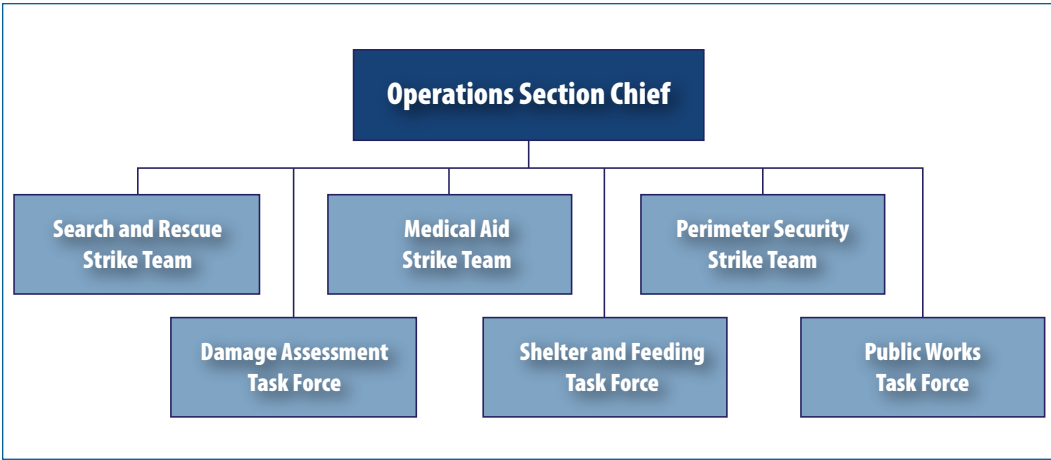 Operations Section Chief
Search and Rescue
Strike Team
Medical Aid
Strike Team
Perimeter Security
Strike Team
Damage Assessment
Task Force
Shelter and Feeding
Task Force
Public Works
Task Force